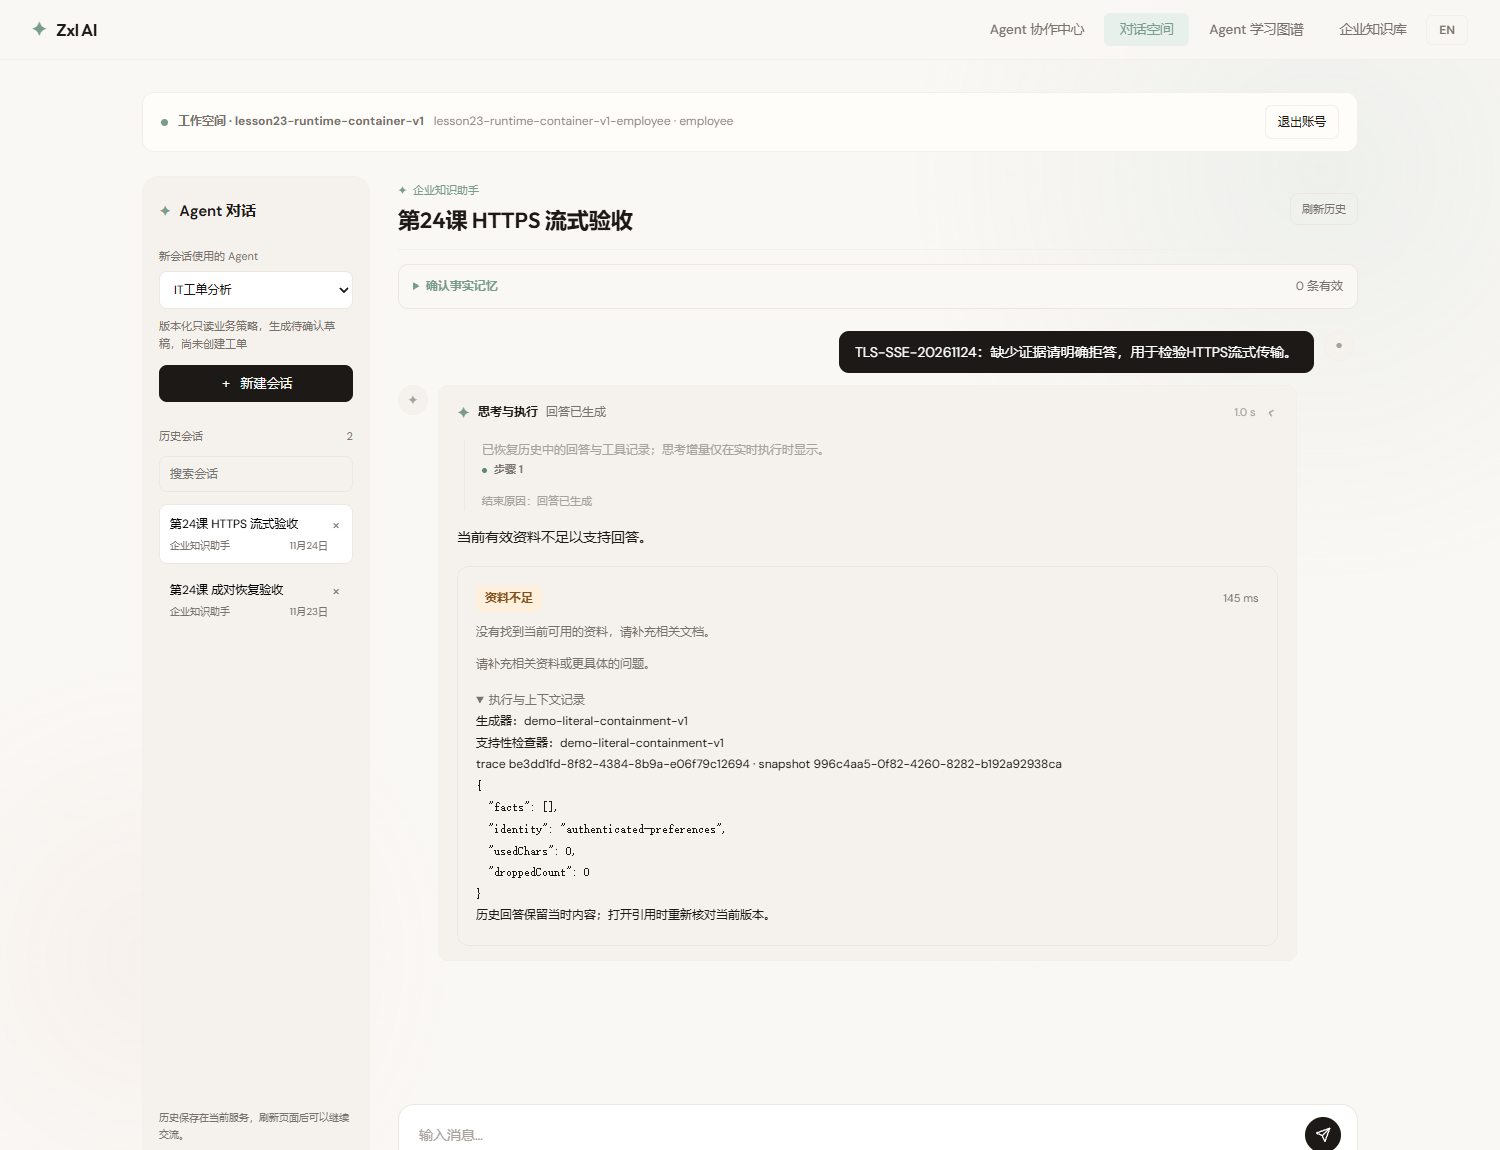 Zxl AI
Agent 协作中心
对话空间
Agent 学习图谱
企业知识库
EN
工作空间 · lesson23-runtime-container-v1 lesson23-runtime-container-v1-employee · employee
退出账号
Agent 对话
新会话使用的 Agent
IT工单分析
版本化只读业务策略，生成待确认草
稿，尚未创建工单
+ 新建会话
历史会话 2
搜索会话
第24课 HTTPS 流式验收 ×
企业知识助手 11月24日
第24课 成对恢复验收 ×
企业知识助手 11月23日
历史保存在当前服务，刷新页面后可以继续
交流。
企业知识助手
第24课 HTTPS 流式验收
刷新历史
确认事实记忆 0 条有效
TLS-SSE-20261124：缺少证据请明确拒答，用于检验HTTPS流式传输。
思考与执行 回答已生成 1.0 s
已恢复历史中的回答与工具记录；思考增量仅在实时执行时显示。
步骤 1
结束原因：回答已生成
当前有效资料不足以支持回答。
资料不足 145 ms
没有找到当前可用的资料，请补充相关文档。
请补充相关资料或更具体的问题。
执行与上下文记录
生成器：demo-literal-containment-v1
支持性检查器：demo-literal-containment-v1
trace be3dd1fd-8f82-4384-8b9a-e06f79c12694 · snapshot 996c4aa5-0f82-4260-8282-b192a92938ca
{
"facts": [],
"identity": "authenticated-preferences",
"usedChars": 0,
"droppedCount": 0
}
历史回答保留当时内容；打开引用时重新核对当前版本。
输入消息...